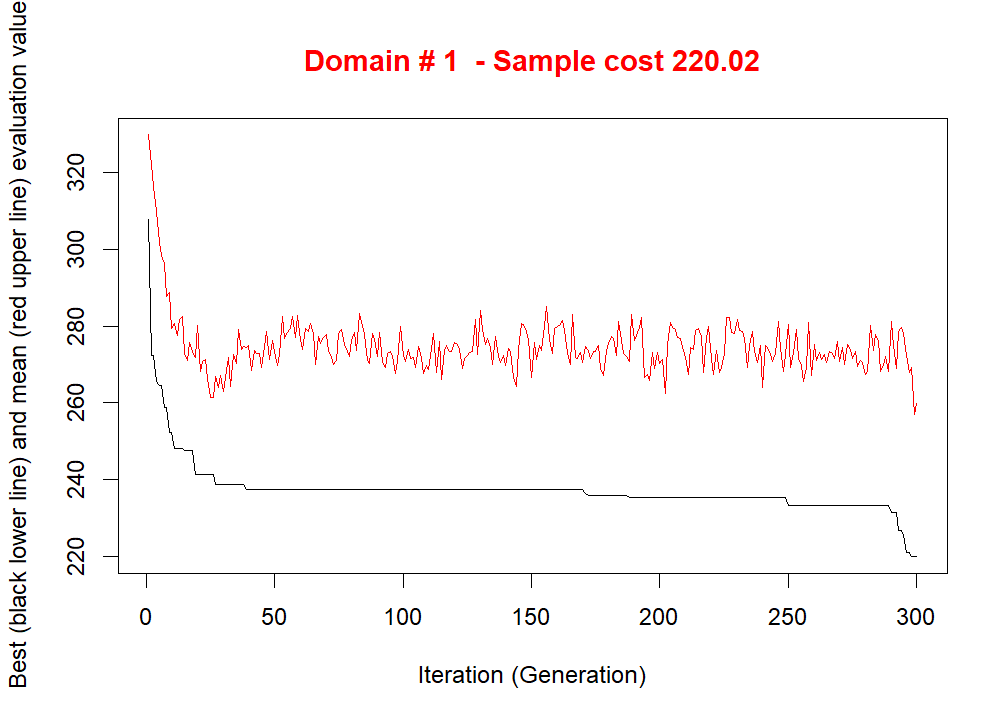 Domain # 1 - Sample cost 220.02
Best (black lower line) and mean (red upper line) evaluation value
320
300
280
260
240
220
0 50 100 150 200 250 300
Iteration (Generation)